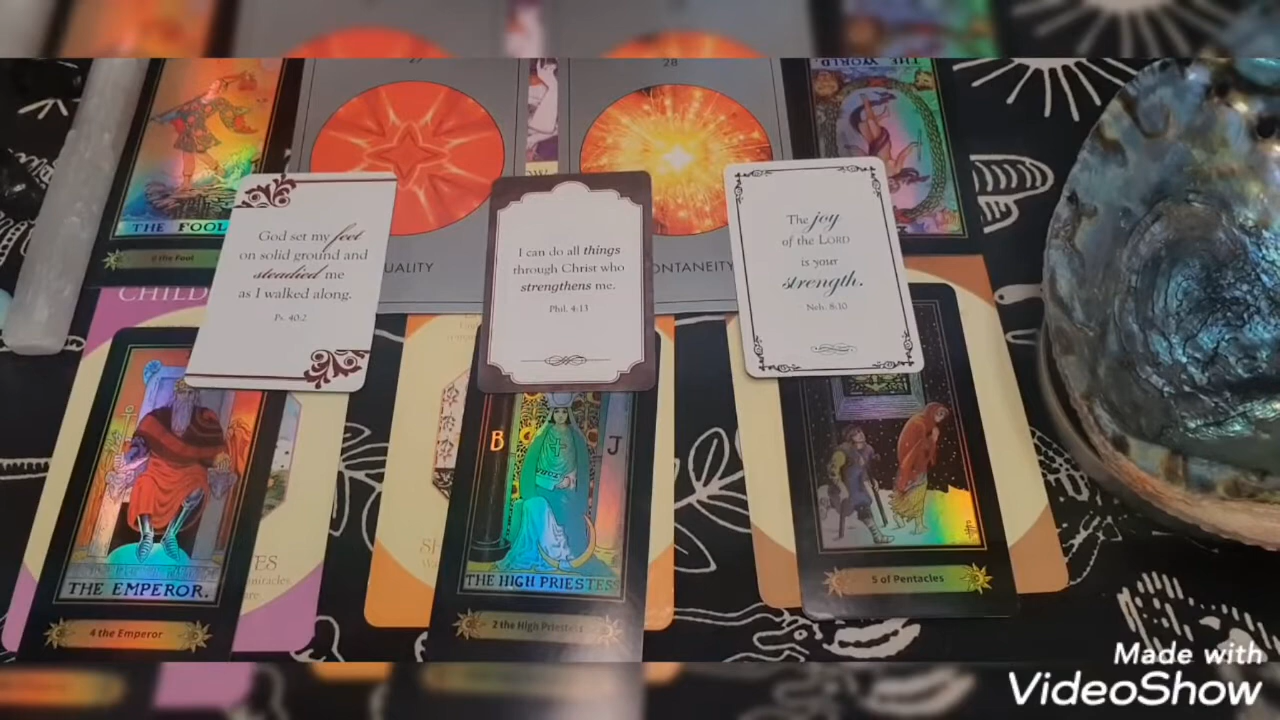 28
THE WORLD.
THE FOOL
0 the Fool
God set my feet
on solid ground and
steadied me
as I walked along.
Ps. 40:2
I can do all things
through Christ who
strengthens me.
Phil. 4:13
The joy
of the LORD
is your
strength.
Neh. 8:10
UALITY
ONTANEITY
CHILD
B
J
THE EMPEROR.
4 the Emperor
ES
miracles
THE HIGH PRIESTESS
2 the High Priestess
5 of Pentacles
Made with
VideoShow